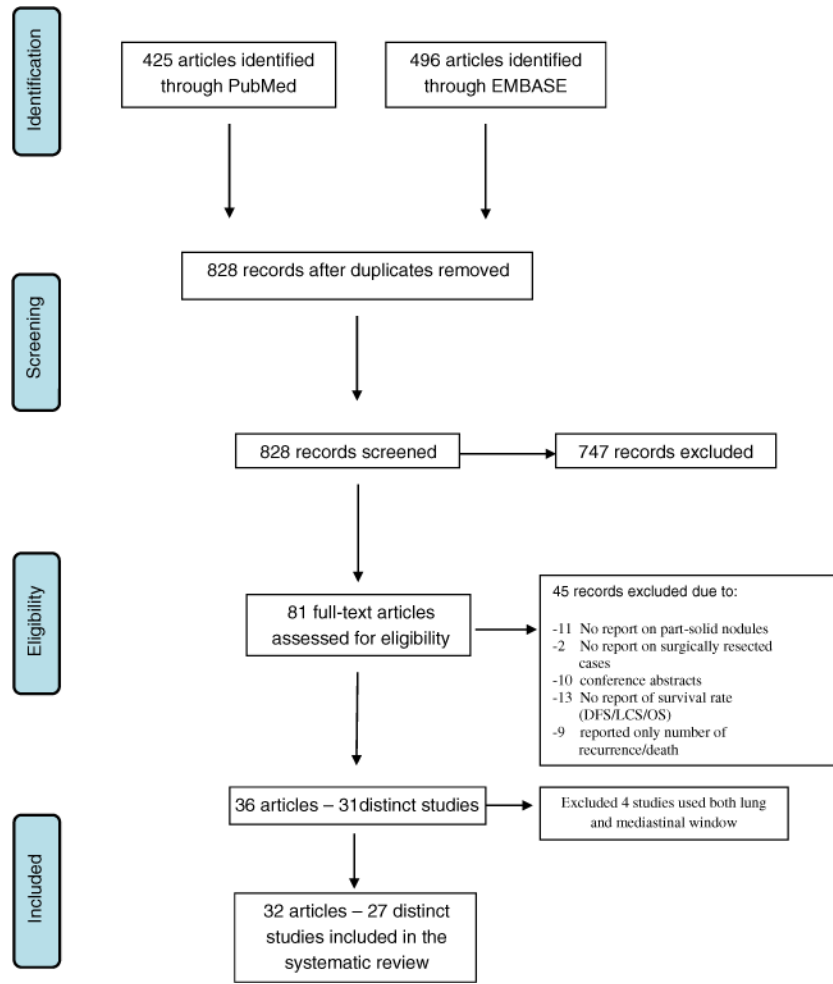 Identification
425 articles identified
through PubMed
496 articles identified
through EMBASE
828 records after duplicates removed
Screening
828 records screened
747 records excluded
Eligibility
81 full-text articles
assessed for eligibility
45 records excluded due to:
-11 No report on part-solid nodules
-2 No report on surgically resected
cases
-10 conference abstracts
-13 No report of survival rate
(DFS/LCS/OS)
-9 reported only number of
recurrence/death
Included
36 articles – 31distinct studies
Excluded 4 studies used both lung
and mediastinal window
32 articles – 27 distinct
studies included in the
systematic review